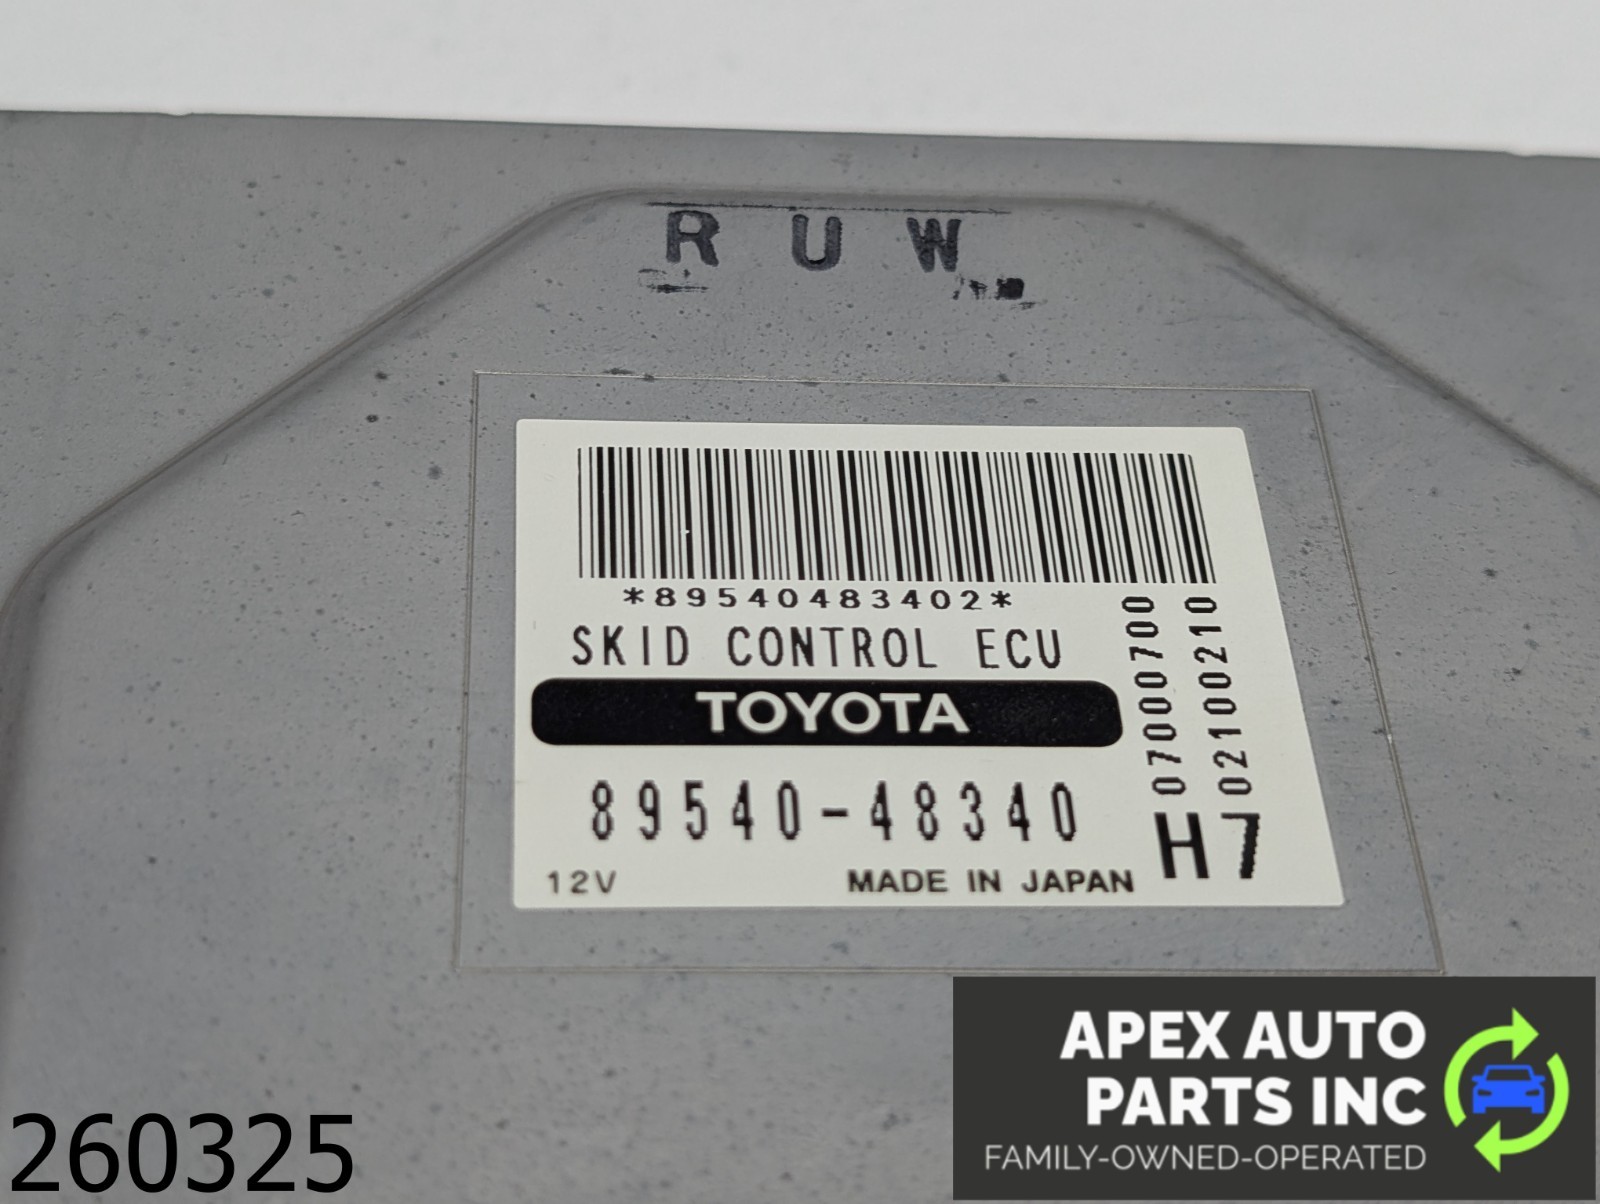 R U W
*89540483402*
SKID CONTROL ECU
TOYOTA
89540-48340
12V MADE IN JAPAN
070000700
02100210
H7
260325
APEX AUTO
PARTS INC
FAMILY-OWNED-OPERATED